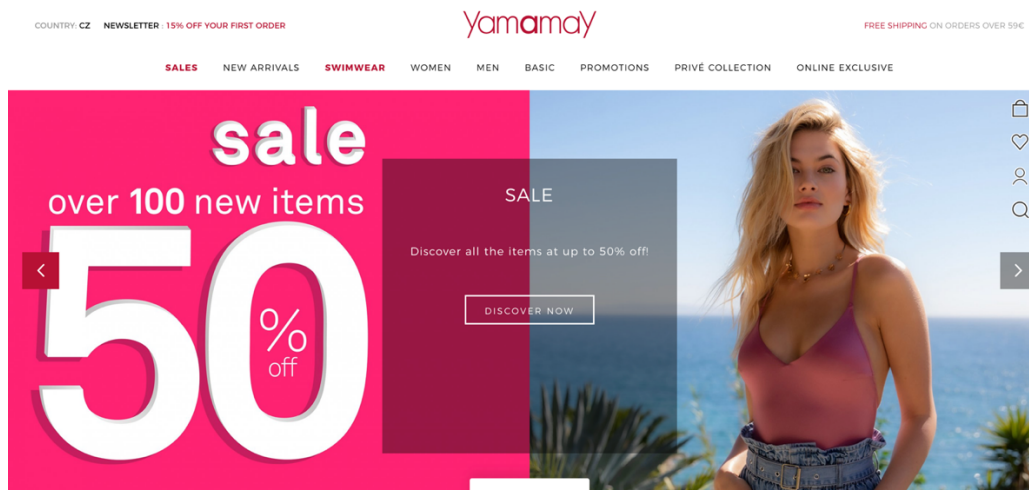 COUNTRY: CZ NEWSLETTER : 15% OFF YOUR FIRST ORDER
yamamay
FREE SHIPPING ON ORDERS OVER 59€
SALES NEW ARRIVALS SWIMWEAR WOMEN MEN BASIC PROMOTIONS PRIVÉ COLLECTION ONLINE EXCLUSIVE
sale
over 100 new items
50
%
off
SALE
Discover all the items at up to 50% off!
DISCOVER NOW